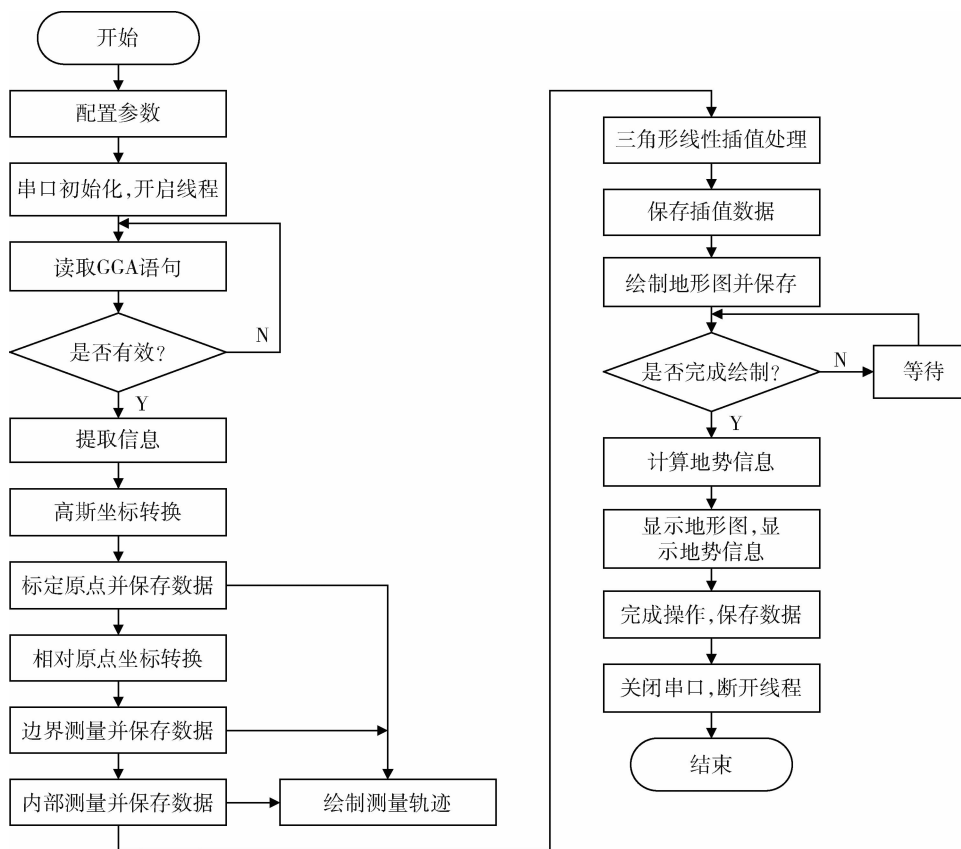 开始
配置参数
串口初始化,开启线程
读取GGA语句
是否有效?
N
Y
提取信息
高斯坐标转换
标定原点并保存数据
相对原点坐标转换
边界测量并保存数据
内部测量并保存数据
绘制测量轨迹
三角形线性插值处理
保存插值数据
绘制地形图并保存
是否完成绘制?
N
等待
Y
计算地势信息
显示地形图,显
示地势信息
完成操作,保存数据
关闭串口,断开线程
结束